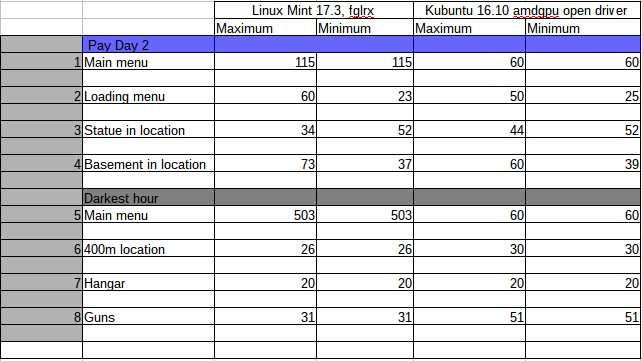 Linux Mint 17.3, fglrx Kubuntu 16.10 amdgpu open driver
Maximum Minimum Maximum Minimum
Pay Day 2
1 Main menu 115 115 60 60
2 Loading menu 60 23 50 25
3 Statue in location 34 52 44 52
4 Basement in location 73 37 60 39
Darkest hour
5 Main menu 503 503 60 60
6 400m location 26 26 30 30
7 Hangar 20 20 20 20
8 Guns 31 31 51 51